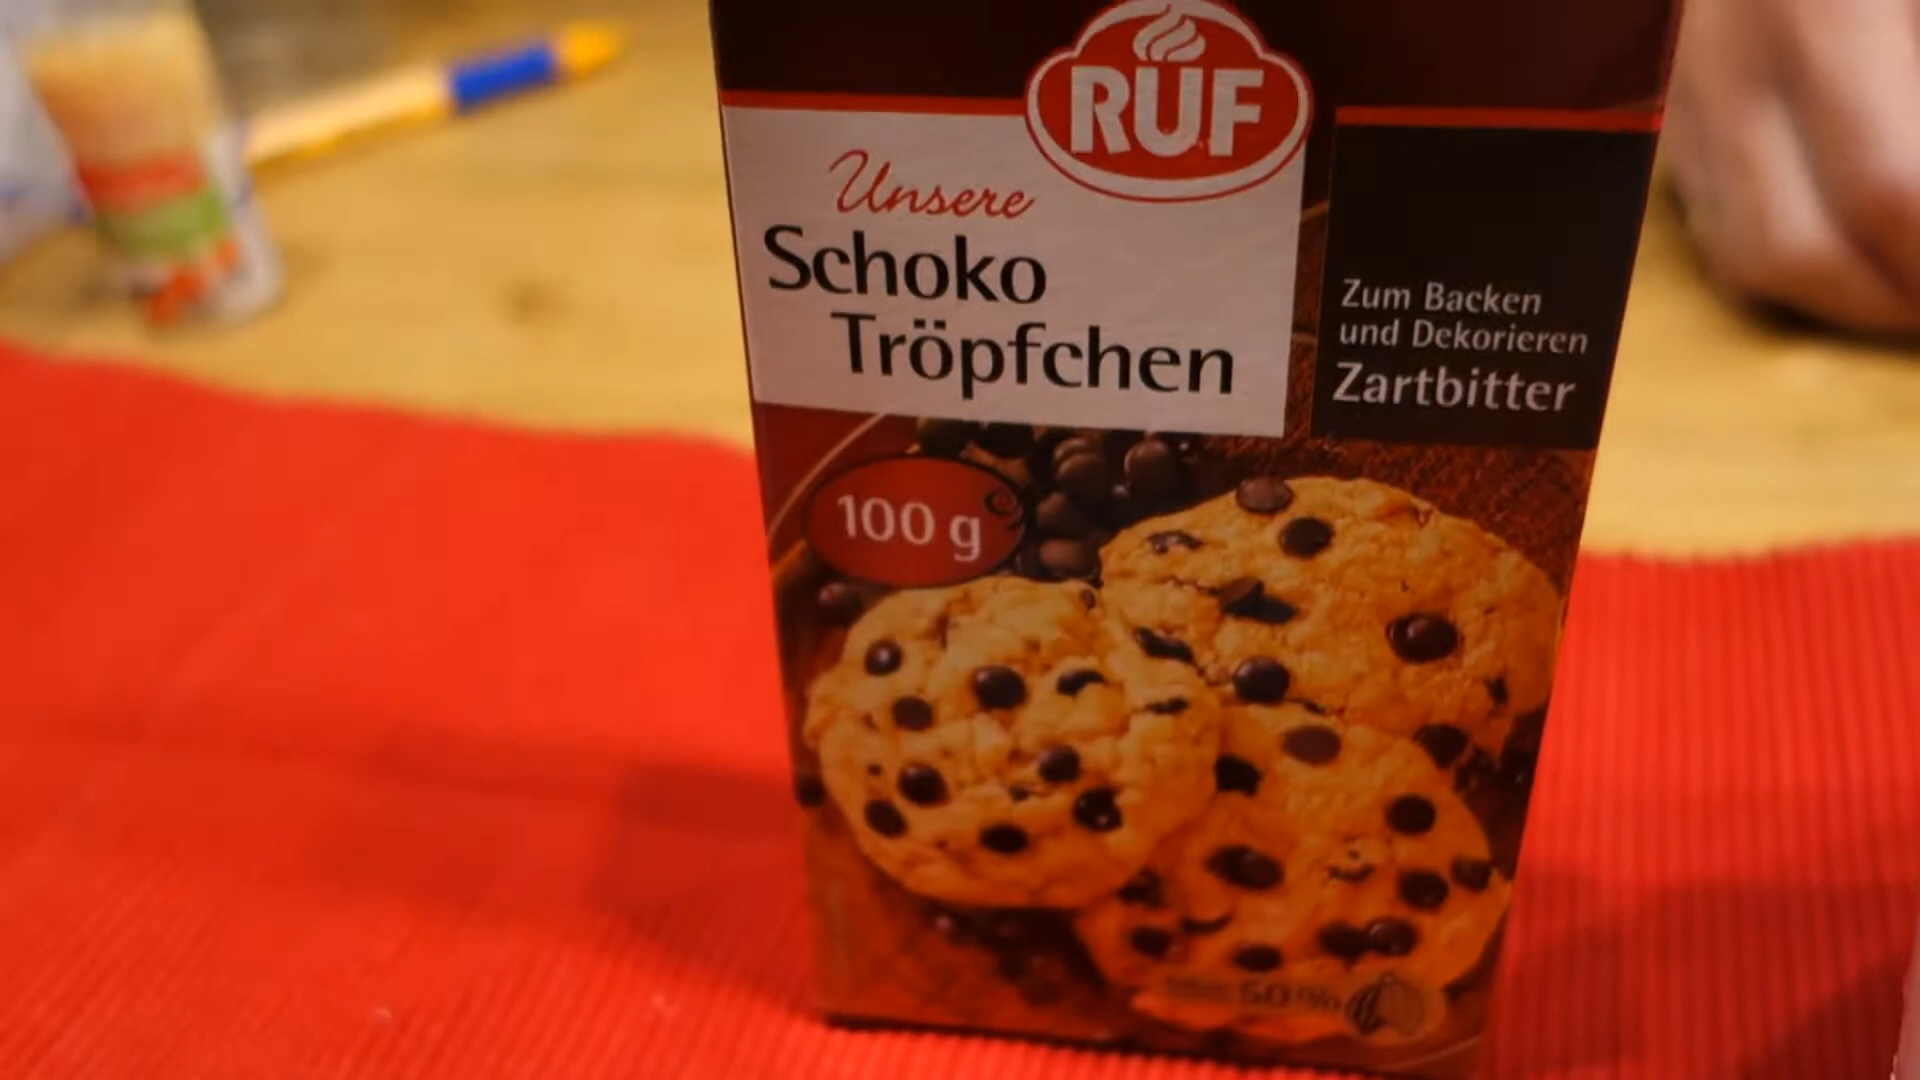 RUF
Unsere
Schoko
Tröpfchen
Zum Backen
und Dekorieren
Zartbitter
100 g
50%